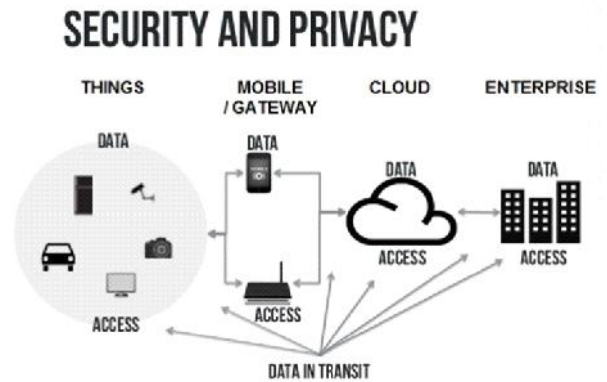 SECURITY AND PRIVACY
THINGS
MOBILE
/ GATEWAY
CLOUD
ENTERPRISE
DATA
DATA
DATA
DATA
ACCESS
ACCESS
ACCESS
ACCESS
DATA IN TRANSIT